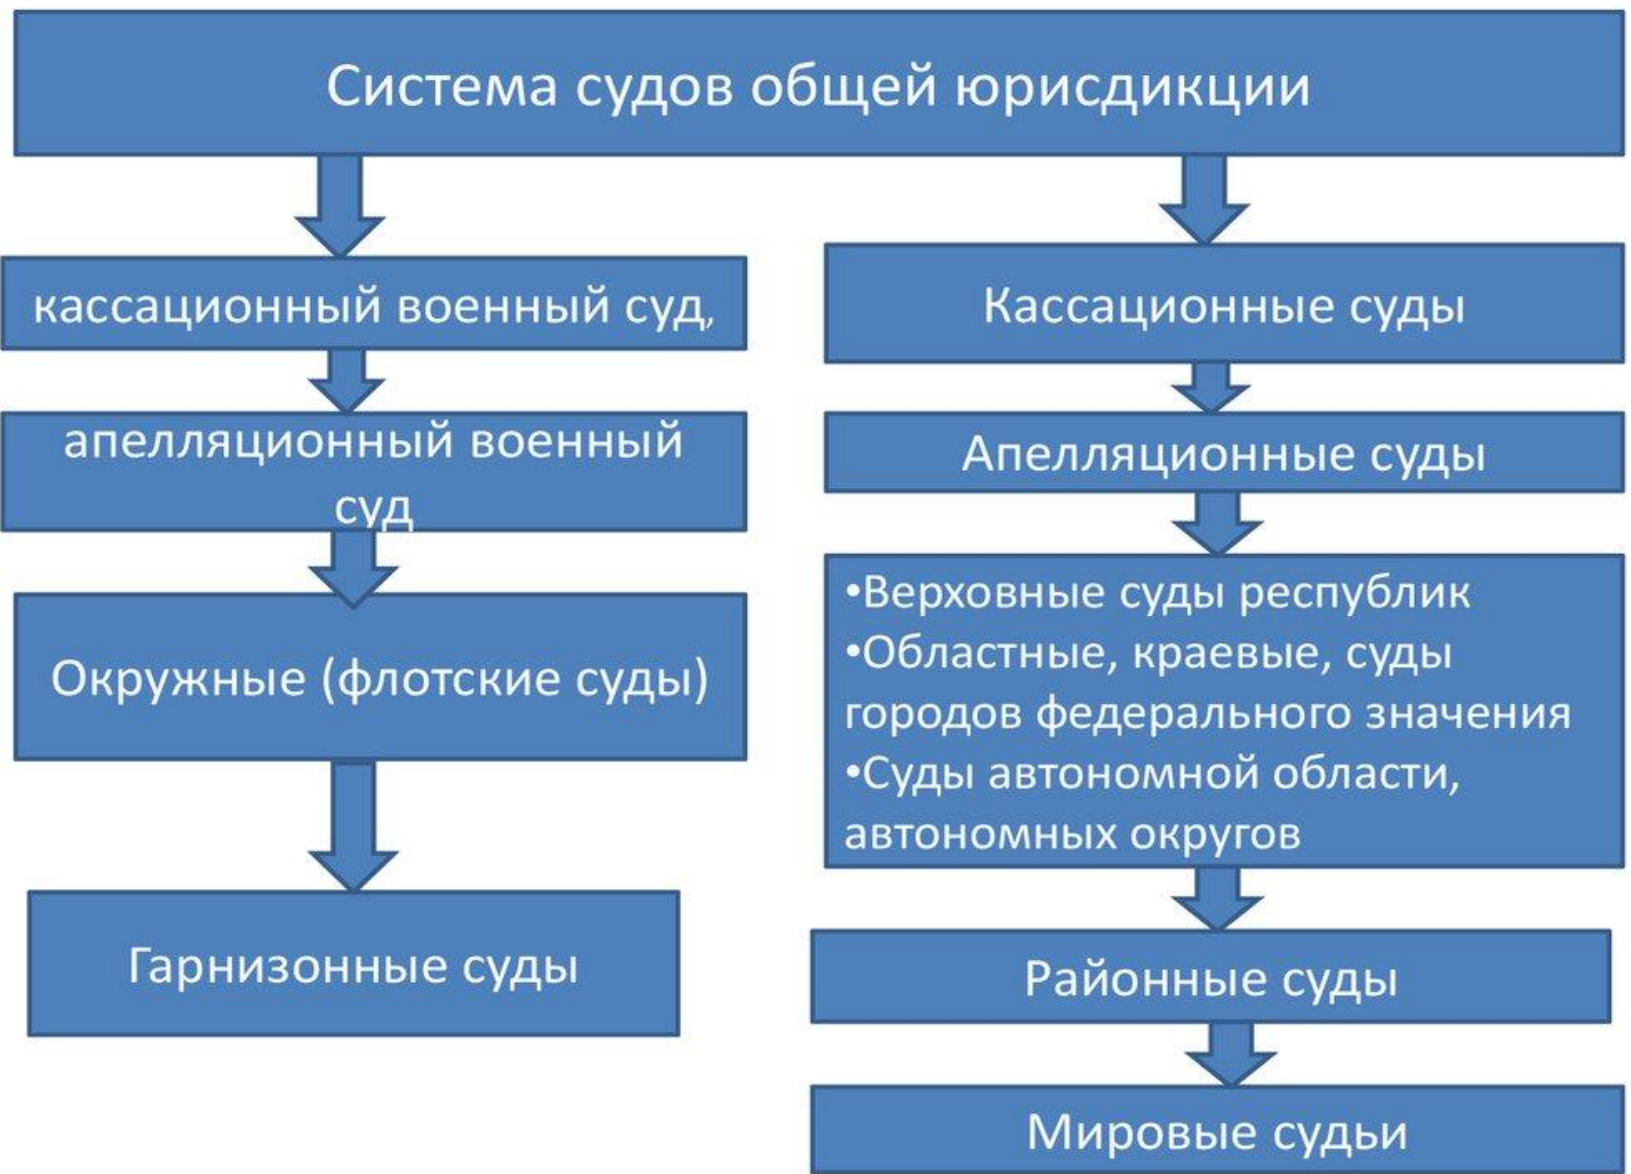 Система судов общей юрисдикции
кассационный военный суд,
апелляционный военный
суд
Окружные (флотские суды)
Гарнизонные суды
Кассационные суды
Апелляционные суды
•Верховные суды республик
•Областные, краевые, суды
городов федерального значения
•Суды автономной области,
автономных округов
Районные суды
Мировые судьи